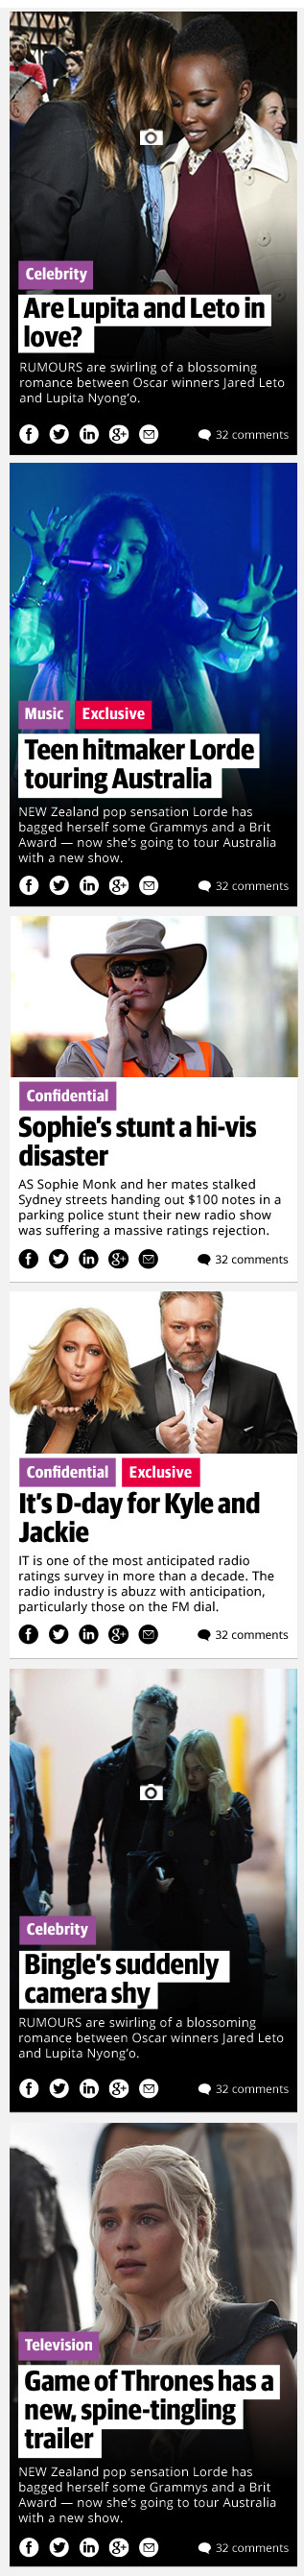 Celebrity
Are Lupita and Leto in
love?
RUMOURS are swirling of a blossoming
romance between Oscar winners Jared Leto
and Lupita Nyong'o.
32 comments
Music Exclusive
Teen hitmaker Lorde
touring Australia
NEW Zealand pop sensation Lorde has
bagged herself some Grammys and a Brit
Award — now she's going to tour Australia
with a new show.
32 comments
Confidential
Sophie's stunt a hi-vis
disaster
AS Sophie Monk and her mates stalked
Sydney streets handing out $100 notes in a
parking police stunt their new radio show
was suffering a massive ratings rejection.
32 comments
Confidential Exclusive
It's D-day for Kyle and
Jackie
IT is one of the most anticipated radio
ratings survey in more than a decade. The
radio industry is abuzz with anticipation,
particularly those on the FM dial.
32 comments
Celebrity
Bingle's suddenly
camera shy
RUMOURS are swirling of a blossoming
romance between Oscar winners Jared Leto
and Lupita Nyong'o.
32 comments
Television
Game of Thrones has a
new, spine-tingling
trailer
NEW Zealand pop sensation Lorde has
bagged herself some Grammys and a Brit
Award — now she's going to tour Australia
with a new show.
32 comments